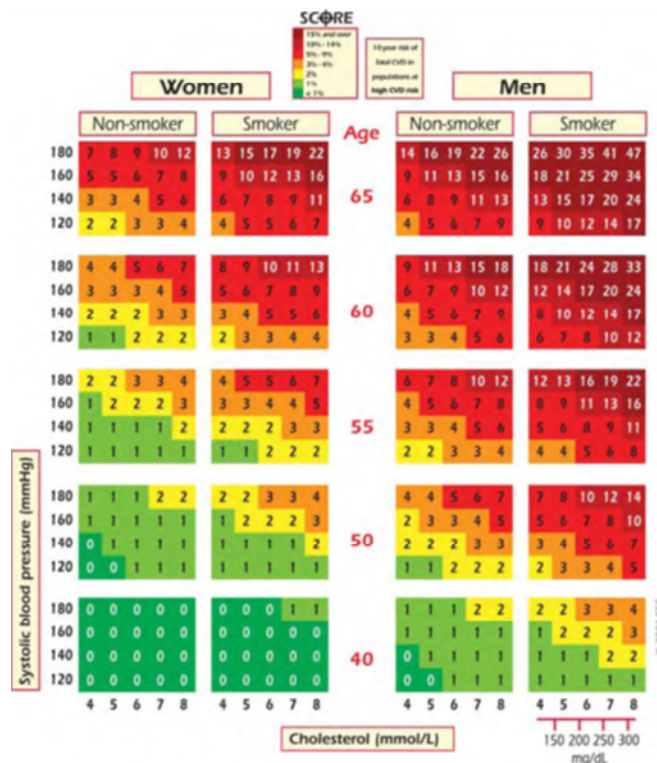 SCORE
15% and over
10% - 14%
5% - 9%
3% - 4%
2%
1%
< 1%
10-year risk of
fatal CVD in
populations at
high CVD risk
Women
Men
Non-smoker Smoker Age Non-smoker Smoker
180 7 8 9 10 12 13 15 17 19 22 14 16 19 22 26 26 30 35 41 47
160 5 5 6 7 8 9 10 12 13 16 9 11 13 15 16 18 21 25 29 34
65
140 3 3 4 5 6 6 7 8 9 11 6 8 9 11 13 13 15 17 20 24
120 2 2 3 3 4 4 5 5 6 7 4 5 6 7 9 9 10 12 14 17
180 4 4 5 6 7 8 9 10 11 13 9 11 13 15 18 18 21 24 28 33
160 3 3 3 4 5 5 6 7 8 9 6 7 9 10 12 12 14 17 20 24
60
140 2 2 2 3 3 3 4 5 5 6 4 5 6 7 9 8 10 12 14 17
120 1 1 2 2 2 2 3 3 4 4 3 3 4 5 6 6 7 8 10 12
180 2 2 3 3 4 4 5 5 6 7 6 7 8 10 12 12 13 16 19 22
160 1 2 2 2 3 3 3 4 4 5 4 5 6 7 8 8 9 11 13 16
55
140 1 1 1 1 2 2 2 2 3 3 3 3 4 5 6 5 6 8 9 11
120 1 1 1 1 1 1 1 2 2 2 2 2 3 3 4 4 4 5 6 8
180 1 1 1 2 2 2 2 3 3 4 4 4 5 6 7 7 8 10 12 14
160 1 1 1 1 1 1 2 2 2 3 2 3 3 4 5 5 6 7 8 10
50
140 0 1 1 1 1 1 1 1 1 2 2 2 2 3 3 3 4 5 6 7
120 0 0 1 1 1 1 1 1 1 1 1 1 2 2 2 2 3 3 4 5
180 0 0 0 0 0 0 0 0 1 1 1 1 1 2 2 2 2 3 3 4
160 0 0 0 0 0 0 0 0 0 0 1 1 1 1 1 1 2 2 2 3
40
140 0 0 0 0 0 0 0 0 0 0 0 1 1 1 1 1 1 1 2 2
120 0 0 0 0 0 0 0 0 0 0 0 0 1 1 1 1 1 1 1 1
4 5 6 7 8 4 5 6 7 8 4 5 6 7 8 4 5 6 7 8
Systolic blood pressure (mmHg)
Cholesterol (mmol/L)
150 200 250 300
mg/dL